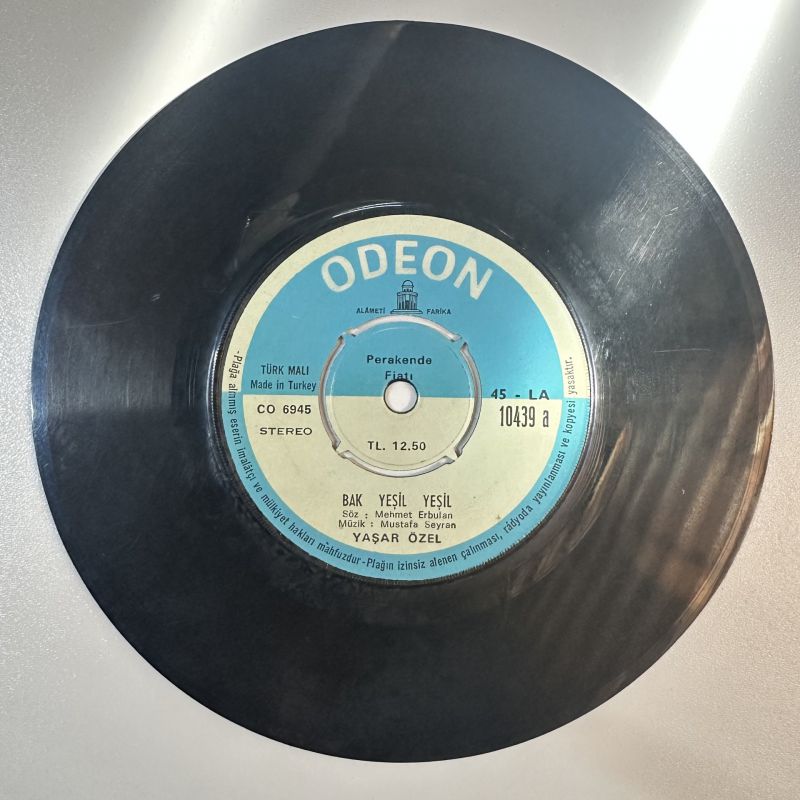 ODEON
ALÂMETİ FARİKA
Perakende
Fiatı
TÜRK MALI
Made in Turkey
45 - LA
CO 6945
10439 a
STEREO
TL. 12.50
BAK YEŞİL YEŞİL
Söz : Mehmet Erbulan
Müzik : Mustafa Seyran
YAŞAR ÖZEL
-Plağa alınmış eserin imalâtçı ve mülkiyet hakları mahfuzdur-Plağın izinsiz alenen çalınması, radyoda yayınlanması ve kopyesi yasaktır.